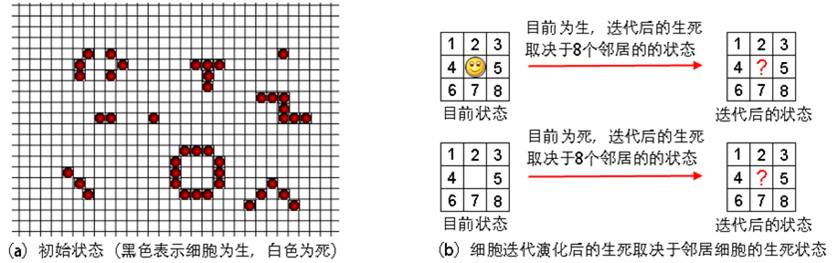 (a) 初始状态 (黑色表示细胞为生, 白色为死)
目前为生, 迭代后的生死
取决于8个邻居的的状态
1 2 3
4 5
6 7 8
目前状态
1 2 3
4 ? 5
6 7 8
迭代后的状态
目前为死, 迭代后的生死
取决于8个邻居的的状态
1 2 3
4 5
6 7 8
目前状态
1 2 3
4 ? 5
6 7 8
迭代后的状态
(b) 细胞迭代演化后的生死取决于邻居细胞的生死状态